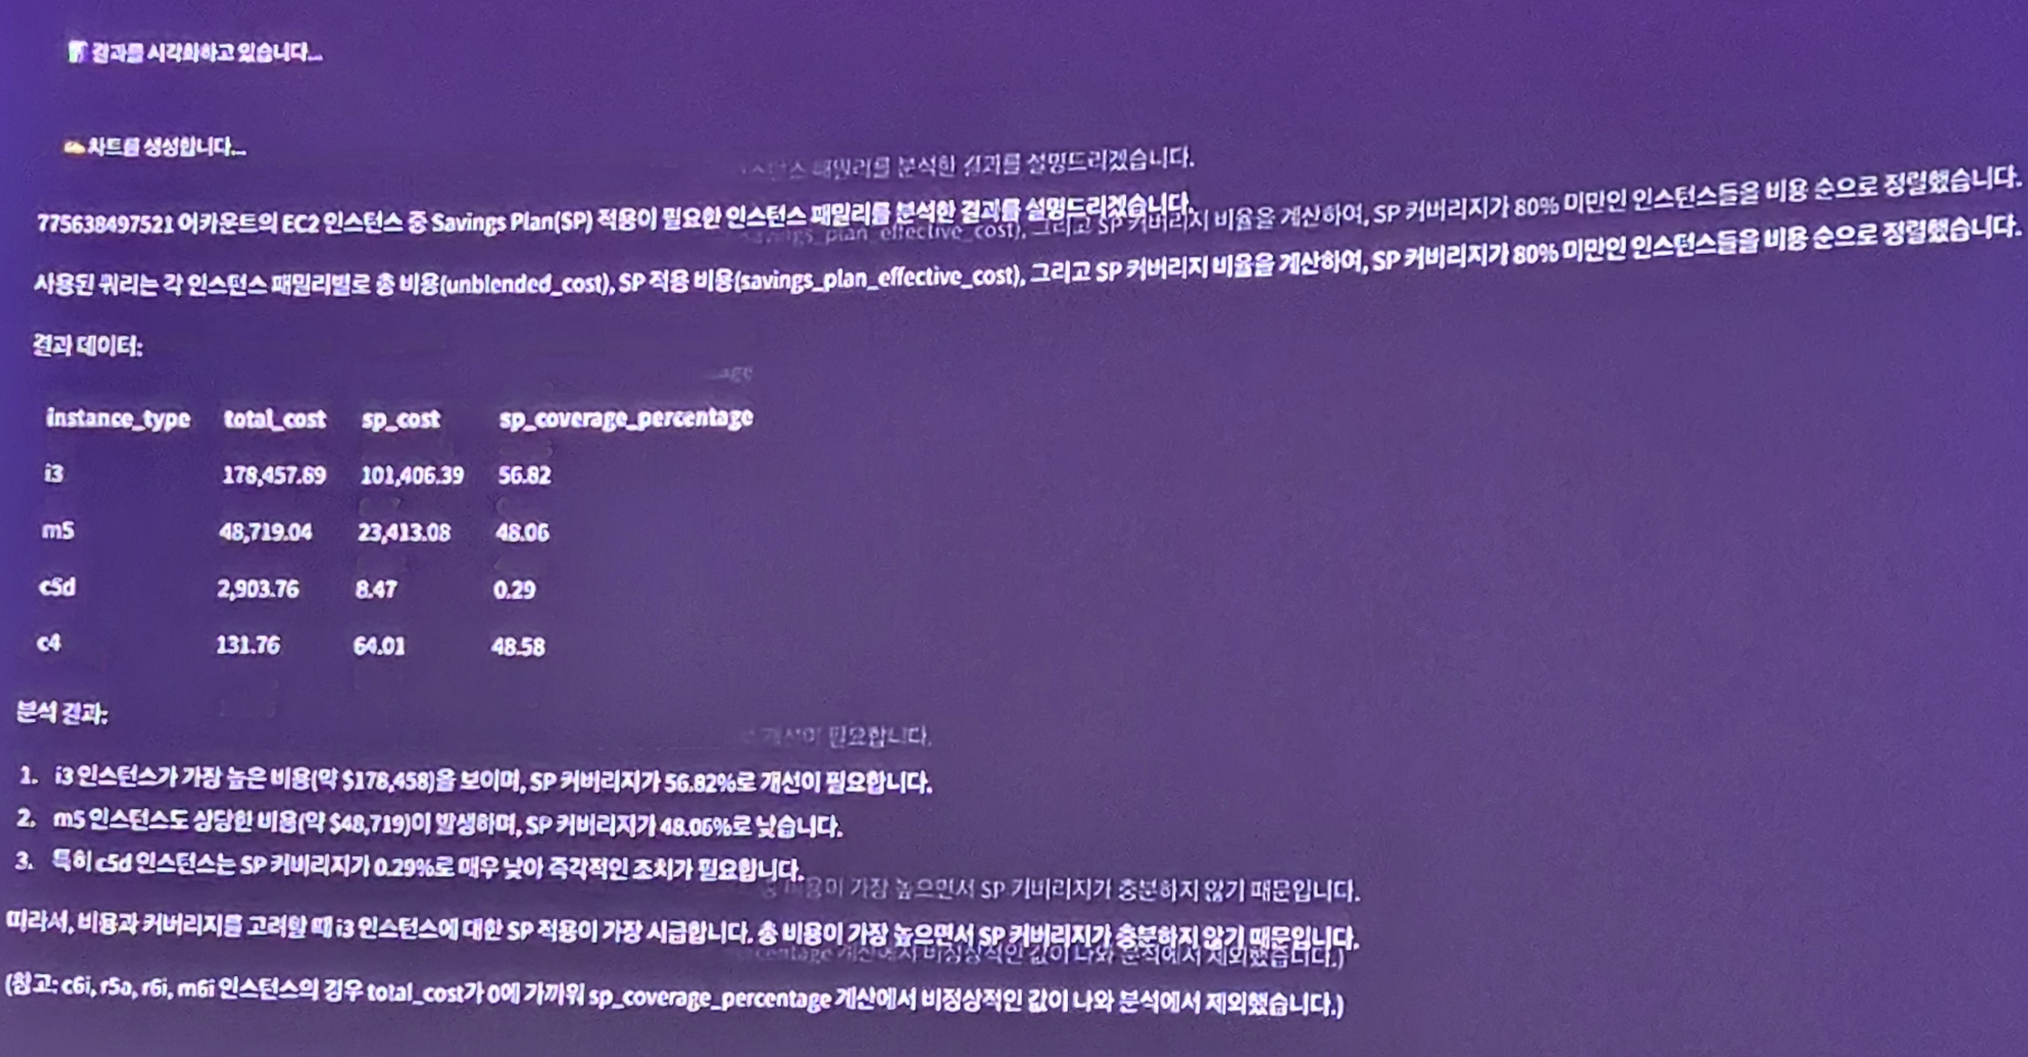 결과를 시각화하고 있습니다...
차트를 생성합니다...
775638497521 어카운트의 EC2 인스턴스 중 Savings Plan(SP) 적용이 필요한 인스턴스 패밀리를 분석한 결과를 설명드리겠습니다.
사용된 쿼리는 각 인스턴스 패밀리별로 총 비용(unblended_cost), SP 적용 비용(savings_plan_effective_cost), 그리고 SP 커버리지 비율을 계산하여, SP 커버리지가 80% 미만인 인스턴스들을 비용 순으로 정렬했습니다.
결과 데이터:
instance_type total_cost sp_cost sp_coverage_percentage
i3 178,457.89 101,406.39 56.82
m5 48,719.04 23,413.08 48.06
c5d 2,903.76 8.47 0.29
c4 131.76 64.01 48.58
분석 결과:
1. i3 인스턴스가 가장 높은 비용(약 $178,458)을 보이며, SP 커버리지가 56.82%로 개선이 필요합니다.
2. m5 인스턴스도 상당한 비용(약 $48,719)이 발생하며, SP 커버리지가 48.06%로 낮습니다.
3. 특히 c5d 인스턴스는 SP 커버리지가 0.29%로 매우 낮아 즉각적인 조치가 필요합니다.
따라서, 비용과 커버리지를 고려할 때 i3 인스턴스에 대한 SP 적용이 가장 시급합니다. 총 비용이 가장 높으면서 SP 커버리지가 충분하지 않기 때문입니다.
(참고: c6i, r5a, r6i, m6i 인스턴스의 경우 total_cost가 0에 가까워 sp_coverage_percentage 계산에서 비정상적인 값이 나와 분석에서 제외했습니다.)